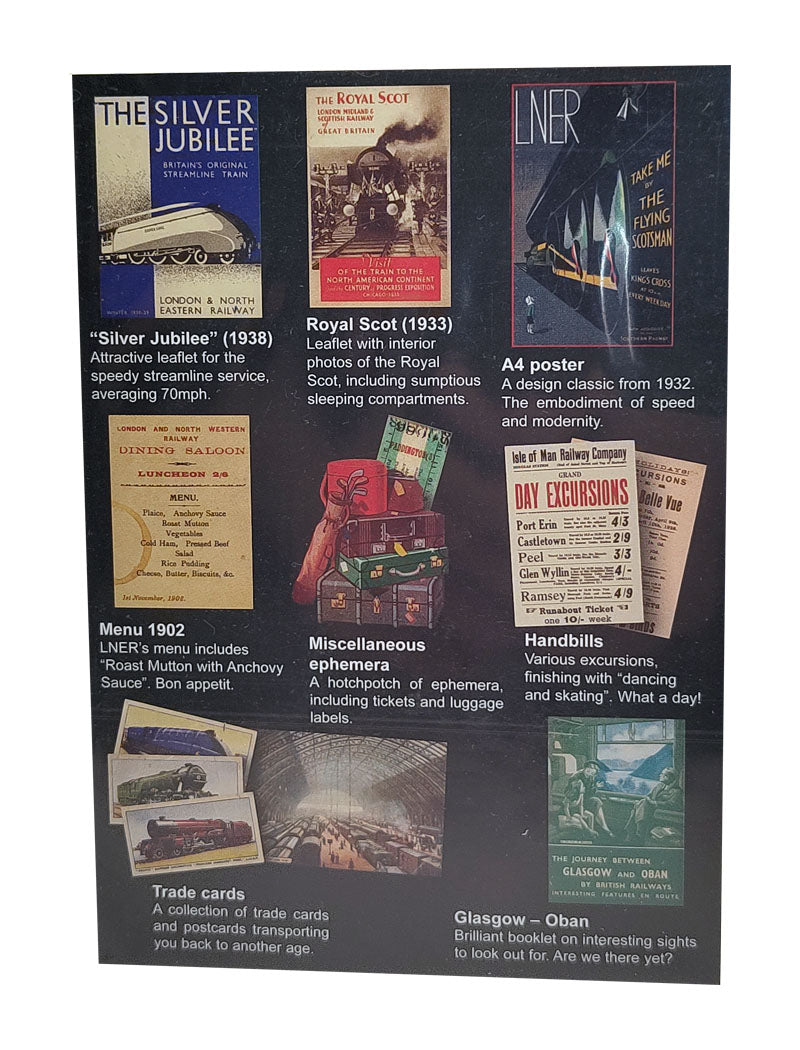 THE SILVER
JUBILEE
BRITAIN'S ORIGINAL
STREAMLINE TRAIN
LONDON & NORTH
EASTERN RAILWAY
"Silver Jubilee" (1938)
Attractive leaflet for the
speedy streamline service,
averaging 70mph.
THE ROYAL SCOT
LONDON MIDLAND &
SCOTTISH RAILWAY
of
GREAT BRITAIN
Visit
OF THE TRAIN TO THE
NORTH AMERICAN CONTINENT
CENTURY of PROGRESS EXPOSITION
CHICAGO 1933
Royal Scot (1933)
Leaflet with interior
photos of the Royal
Scot, including sumptious
sleeping compartments.
LNER
TAKE ME
BY
THE
FLYING
SCOTSMAN
LEAVES
KINGS CROSS
EVERY WEEKDAY
A4 poster
A design classic from 1932.
The embodiment of speed
and modernity.
LONDON AND NORTH WESTERN
RAILWAY
DINING SALOON
LUNCHEON 2/6
MENU.
Plaice, Anchovy Sauce
Roast Mutton
Vegetables
Cold Ham, Pressed Beef
Salad
Rice Pudding
Cheese, Butter, Biscuits, &c.
1st November, 1902.
Menu 1902
LNER's menu includes
"Roast Mutton with Anchovy
Sauce". Bon appetit.
PADDINGTON
Miscellaneous
ephemera
A hotchpotch of ephemera,
including tickets and luggage
labels.
Isle of Man Railway Company
GRAND
DAY EXCURSIONS
Port Erin 4/3
Castletown 2/9
Peel 3/3
Glen Wyllin 4/-
Ramsey 4/9
Runabout Ticket
one 10/- week
Belle Vue
Handbills
Various excursions,
finishing with "dancing
and skating". What a day!
Trade cards
A collection of trade cards
and postcards transporting
you back to another age.
THE JOURNEY BETWEEN
GLASGOW AND OBAN
BY BRITISH RAILWAYS
INTERESTING FEATURES EN ROUTE
Glasgow – Oban
Brilliant booklet on interesting sights
to look out for. Are we there yet?